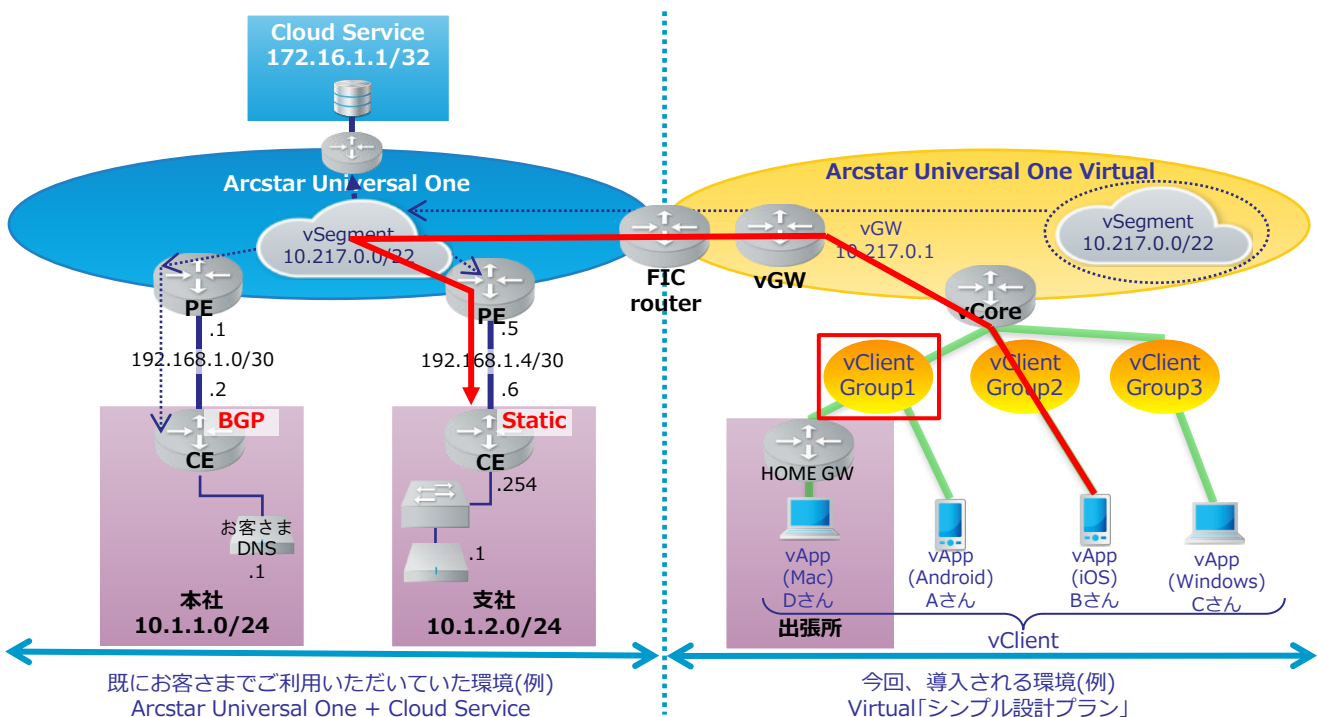 Cloud Service
172.16.1.1/32
Arcstar Universal One
vSegment
10.217.0.0/22
PE
.1
192.168.1.0/30
.2
BGP
CE
お客さま
DNS
.1
本社
10.1.1.0/24
PE
.5
192.168.1.4/30
.6
Static
CE
.254
.1
支社
10.1.2.0/24
既にお客さまでご利用いただいていた環境(例)
Arcstar Universal One + Cloud Service
Arcstar Universal One Virtual
FIC
router
vGW
vGW
10.217.0.1
vSegment
10.217.0.0/22
vCore
vClient
Group1
vClient
Group2
vClient
Group3
HOME GW
vApp
(Mac)
Dさん
vApp
(Android)
Aさん
vApp
(iOS)
Bさん
vApp
(Windows)
Cさん
出張所
vClient
今回、導入される環境(例)
Virtual｢シンプル設計プラン｣